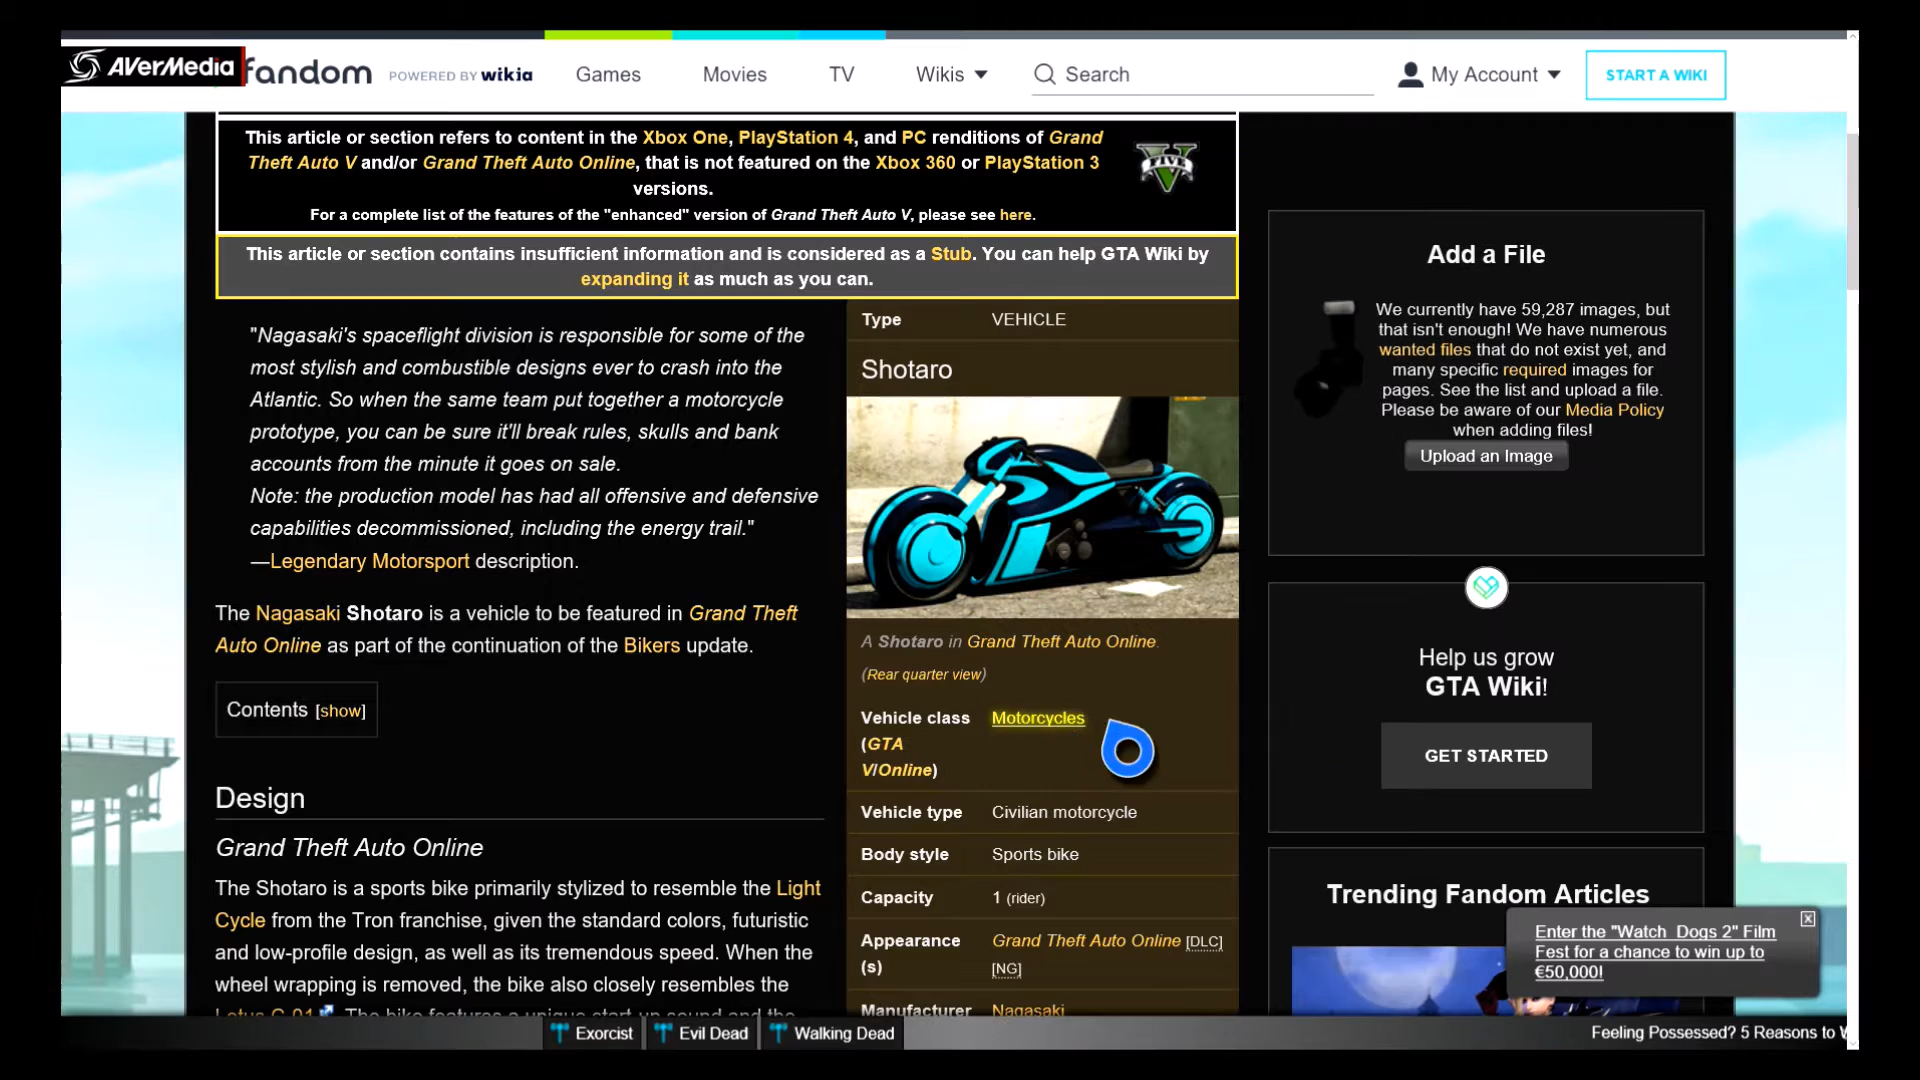 AVerMedia
fandom POWERED BY wikia Games Movies TV Wikis Search My Account START A WIKI
This article or section refers to content in the Xbox One, PlayStation 4, and PC renditions of Grand
Theft Auto V and/or Grand Theft Auto Online, that is not featured on the Xbox 360 or PlayStation 3
versions.
For a complete list of the features of the "enhanced" version of Grand Theft Auto V, please see here.
FIVE
V
This article or section contains insufficient information and is considered as a Stub. You can help GTA Wiki by
expanding it as much as you can.
"Nagasaki's spaceflight division is responsible for some of the
most stylish and combustible designs ever to crash into the
Atlantic. So when the same team put together a motorcycle
prototype, you can be sure it'll break rules, skulls and bank
accounts from the minute it goes on sale.
Note: the production model has had all offensive and defensive
capabilities decommissioned, including the energy trail."
—Legendary Motorsport description.
The Nagasaki Shotaro is a vehicle to be featured in Grand Theft
Auto Online as part of the continuation of the Bikers update.
Contents [show]
Design
Grand Theft Auto Online
The Shotaro is a sports bike primarily stylized to resemble the Light
Cycle from the Tron franchise, given the standard colors, futuristic
and low-profile design, as well as its tremendous speed. When the
wheel wrapping is removed, the bike also closely resembles the
Lotus C-01. The bike features a unique start-up sound and the
Type VEHICLE
Shotaro
A Shotaro in Grand Theft Auto Online.
(Rear quarter view)
Vehicle class Motorcycles
(GTA
V/Online)
Vehicle type Civilian motorcycle
Body style Sports bike
Capacity 1 (rider)
Appearance Grand Theft Auto Online [DLC]
(s) [NG]
Manufacturer Nagasaki
Add a File
We currently have 59,287 images, but
that isn't enough! We have numerous
wanted files that do not exist yet, and
many specific required images for
pages. See the list and upload a file.
Please be aware of our Media Policy
when adding files!
Upload an Image
Help us grow
GTA Wiki!
GET STARTED
Trending Fandom Articles
Enter the "Watch_Dogs 2" Film
Fest for a chance to win up to
€50,000!
Exorcist Evil Dead Walking Dead
Feeling Possessed? 5 Reasons to W